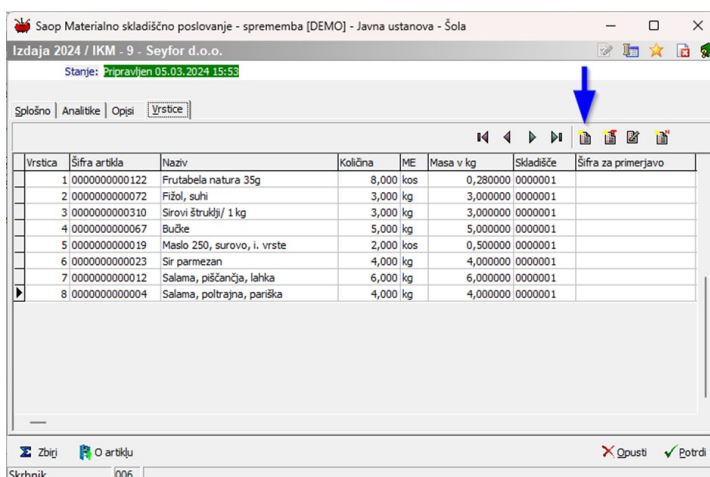 Saop Materialno skladiščno poslovanje - sprememba [DEMO] - Javna ustanova - Šola
Izdaja 2024 / IKM - 9 - Seyfor d.o.o.
Stanje: Pripravljen 05.03.2024 15:53
Splošno Analitike Opisi Vrstice
Vrstica Šifra artikla Naziv Količina ME Masa v kg Skladišče Šifra za primerjavo
1 0000000000122 Frutabela natura 35g 8,000 kos 0,280000 0000001
2 0000000000072 Fižol, suhi 3,000 kg 3,000000 0000001
3 0000000000310 Sirovi štruklji/ 1 kg 3,000 kg 3,000000 0000001
4 0000000000067 Bučke 5,000 kg 5,000000 0000001
5 0000000000019 Maslo 250, surovo, i. vrste 2,000 kos 0,500000 0000001
6 0000000000023 Sir parmezan 4,000 kg 4,000000 0000001
7 0000000000012 Salama, piščančja, lahka 6,000 kg 6,000000 0000001
8 0000000000004 Salama, poltrajna, pariška 4,000 kg 4,000000 0000001
Zbirj O artiklu Opusti Potrdi
Skrbnik 006